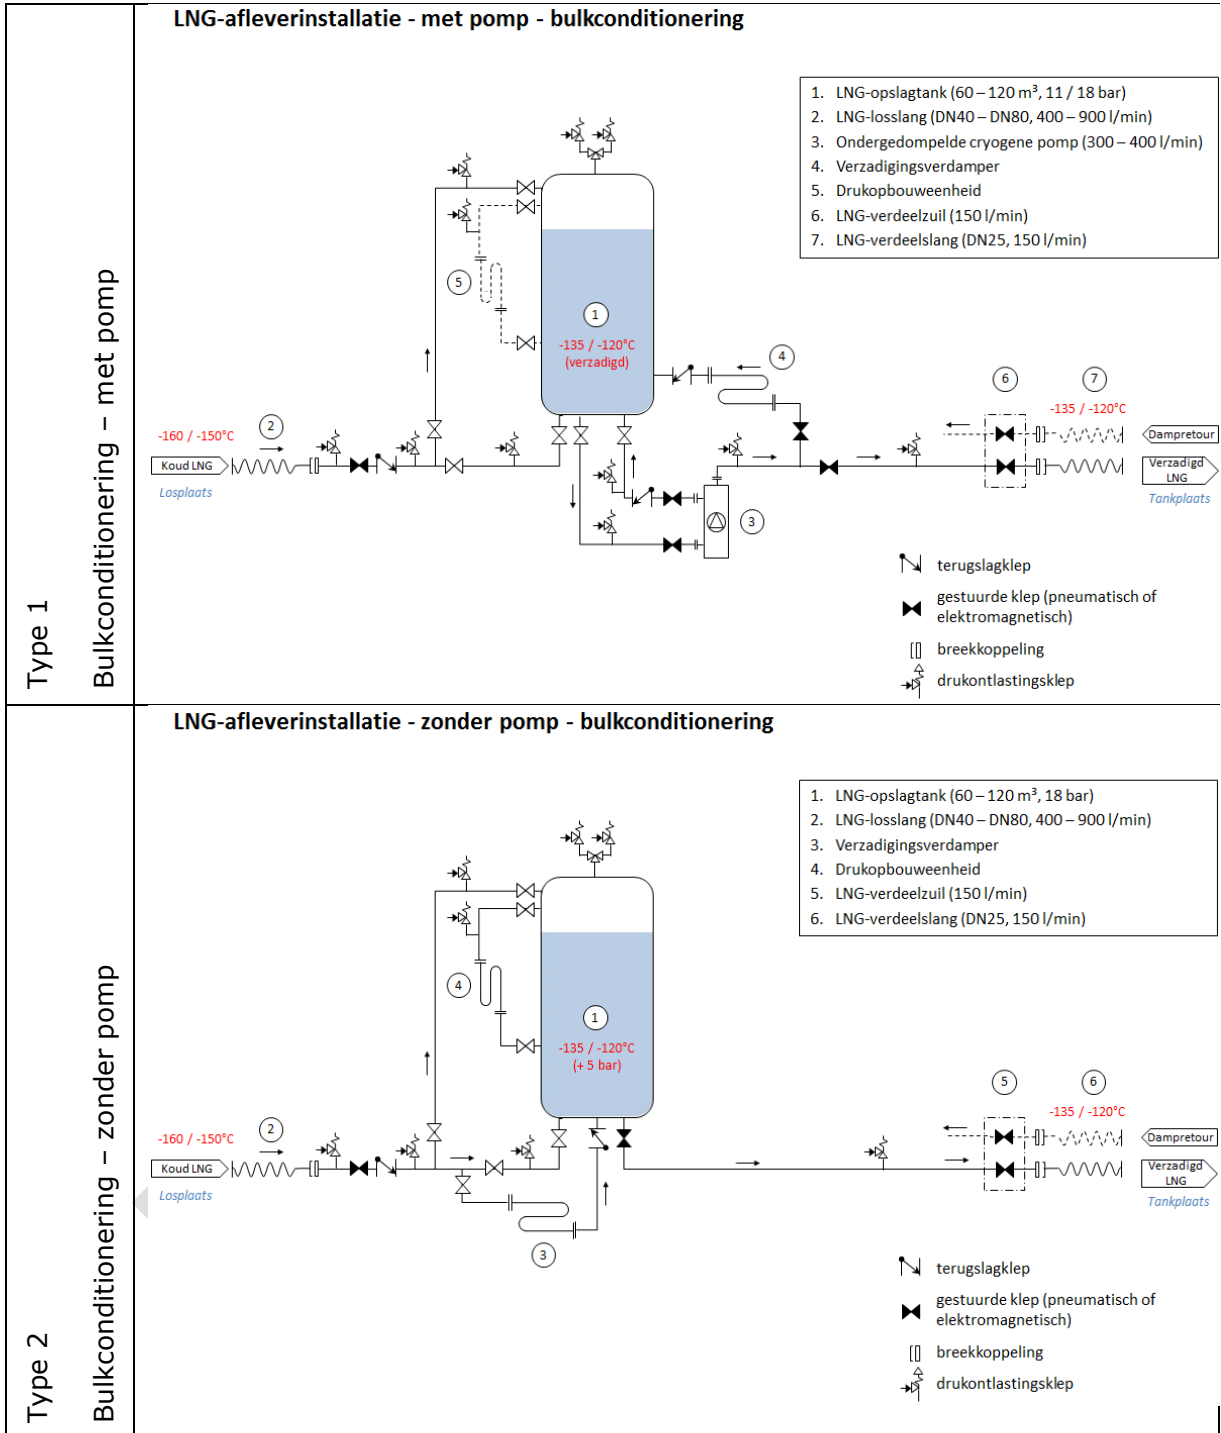 Type 1
Bulkconditionering – met pomp
LNG-afleverinstallatie - met pomp - bulkconditionering
1. LNG-opslagtank (60 – 120 m³, 11 / 18 bar)
2. LNG-losslang (DN40 – DN80, 400 – 900 l/min)
3. Ondergedompelde cryogene pomp (300 – 400 l/min)
4. Verzadigingsverdamper
5. Drukopbouweenheid
6. LNG-verdeelzuil (150 l/min)
7. LNG-verdeelslang (DN25, 150 l/min)
5
1
-135 / -120°C
(verzadigd)
4
6
7
-135 / -120°C
-160 / -150°C
2
Koud LNG
Losplaats
Dampretour
Verzadigd
LNG
Tankplaats
3
terugslagklep
gestuurde klep (pneumatisch of
elektromagnetisch)
breekkoppeling
drukontlastingsklep
Type 2
Bulkconditionering – zonder pomp
LNG-afleverinstallatie - zonder pomp - bulkconditionering
1. LNG-opslagtank (60 – 120 m³, 18 bar)
2. LNG-losslang (DN40 – DN80, 400 – 900 l/min)
3. Verzadigingsverdamper
4. Drukopbouweenheid
5. LNG-verdeelzuil (150 l/min)
6. LNG-verdeelslang (DN25, 150 l/min)
4
1
-135 / -120°C
(+ 5 bar)
5
6
-135 / -120°C
-160 / -150°C
2
Koud LNG
Losplaats
Dampretour
Verzadigd
LNG
Tankplaats
3
terugslagklep
gestuurde klep (pneumatisch of
elektromagnetisch)
breekkoppeling
drukontlastingsklep